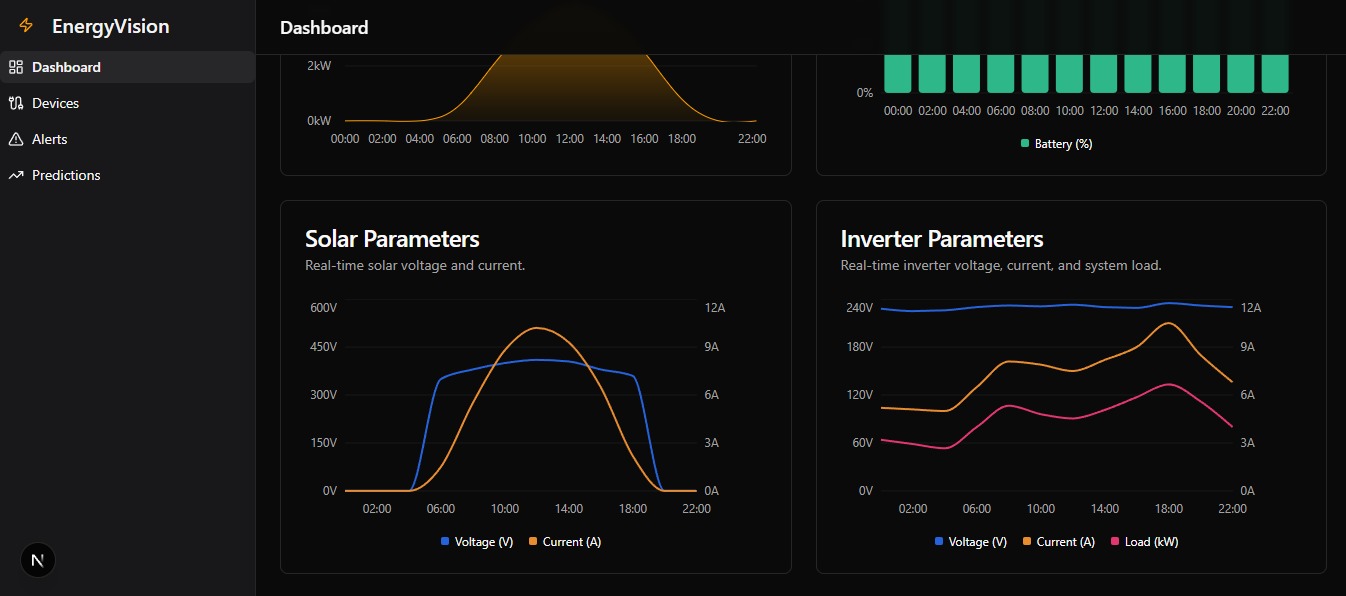 EnergyVision
Dashboard
Devices
Alerts
Predictions
N
Dashboard
2kW
0kW
00:00 02:00 04:00 06:00 08:00 10:00 12:00 14:00 16:00 18:00 22:00
0%
00:00 02:00 04:00 06:00 08:00 10:00 12:00 14:00 16:00 18:00 20:00 22:00
Battery (%)
Solar Parameters
Real-time solar voltage and current.
600V 12A
450V 9A
300V 6A
150V 3A
0V 0A
02:00 06:00 10:00 14:00 18:00 22:00
Voltage (V) Current (A)
Inverter Parameters
Real-time inverter voltage, current, and system load.
240V 12A
180V 9A
120V 6A
60V 3A
0V 0A
02:00 06:00 10:00 14:00 18:00 22:00
Voltage (V) Current (A) Load (kW)